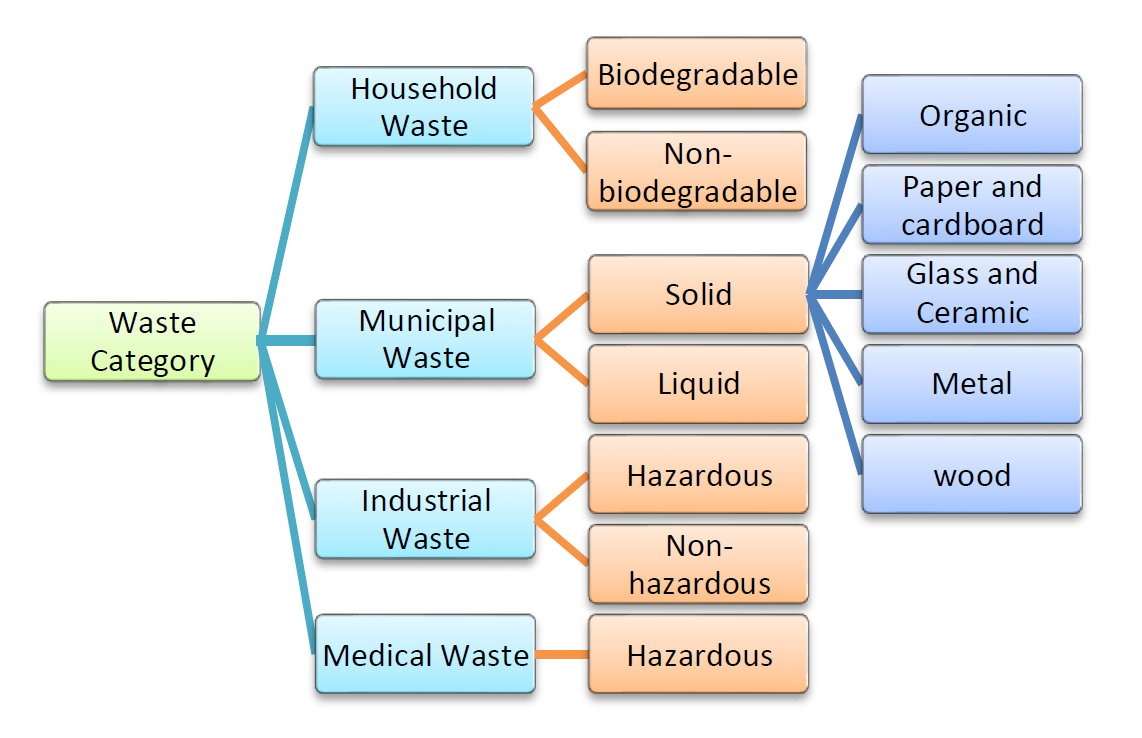 Waste
Category
Household
Waste
Biodegradable
Non-
biodegradable
Municipal
Waste
Solid
Organic
Paper and
cardboard
Glass and
Ceramic
Metal
wood
Liquid
Industrial
Waste
Hazardous
Non-
hazardous
Medical Waste
Hazardous